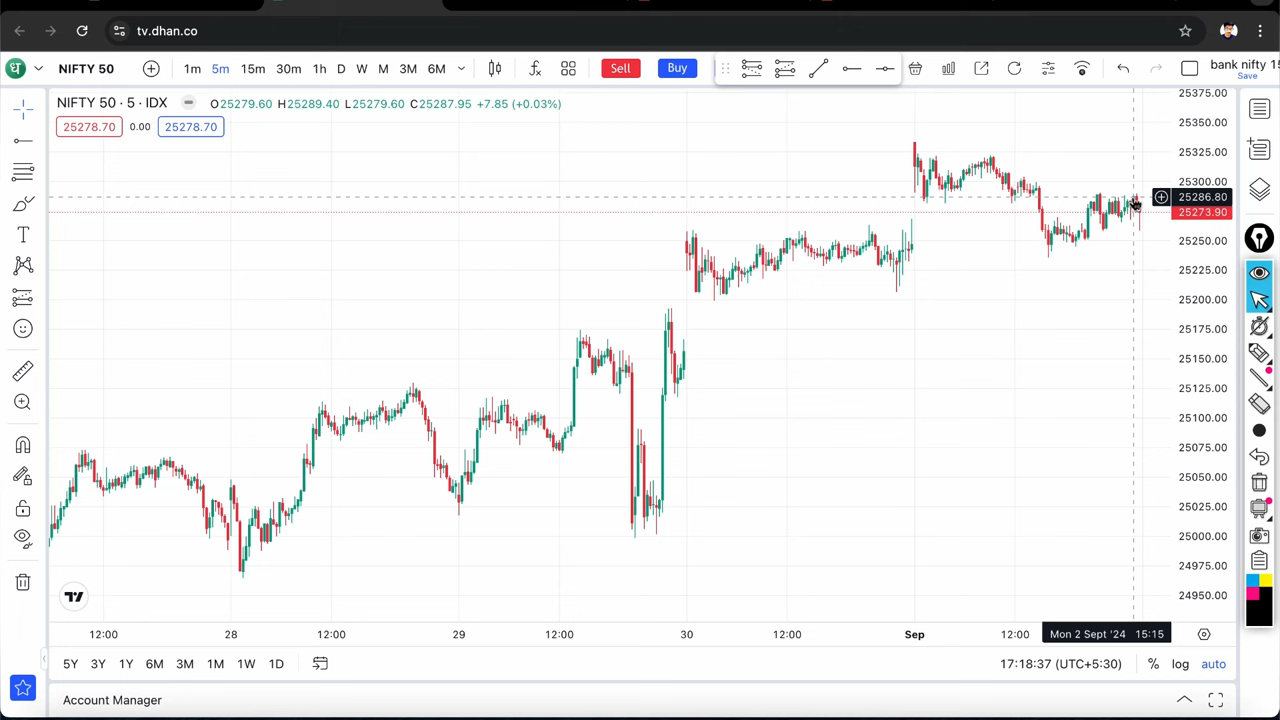 tv.dhan.co
NIFTY 50 1m 5m 15m 30m 1h D W M 3M 6M Sell Buy bank nifty 15
Save
NIFTY 50 · 5 · IDX O25279.60 H25289.40 L25279.60 C25287.95 +7.85 (+0.03%)
25278.70 0.00 25278.70
25375.00
25350.00
25325.00
25300.00
25286.80
25273.90
25250.00
25225.00
25200.00
25175.00
25150.00
25125.00
25100.00
25075.00
25050.00
25025.00
25000.00
24975.00
24950.00
12:00 28 12:00 29 12:00 30 12:00 Sep 12:00 Mon 2 Sept '24 15:15
5Y 3Y 1Y 6M 3M 1M 1W 1D 17:18:37 (UTC+5:30) % log auto
Account Manager